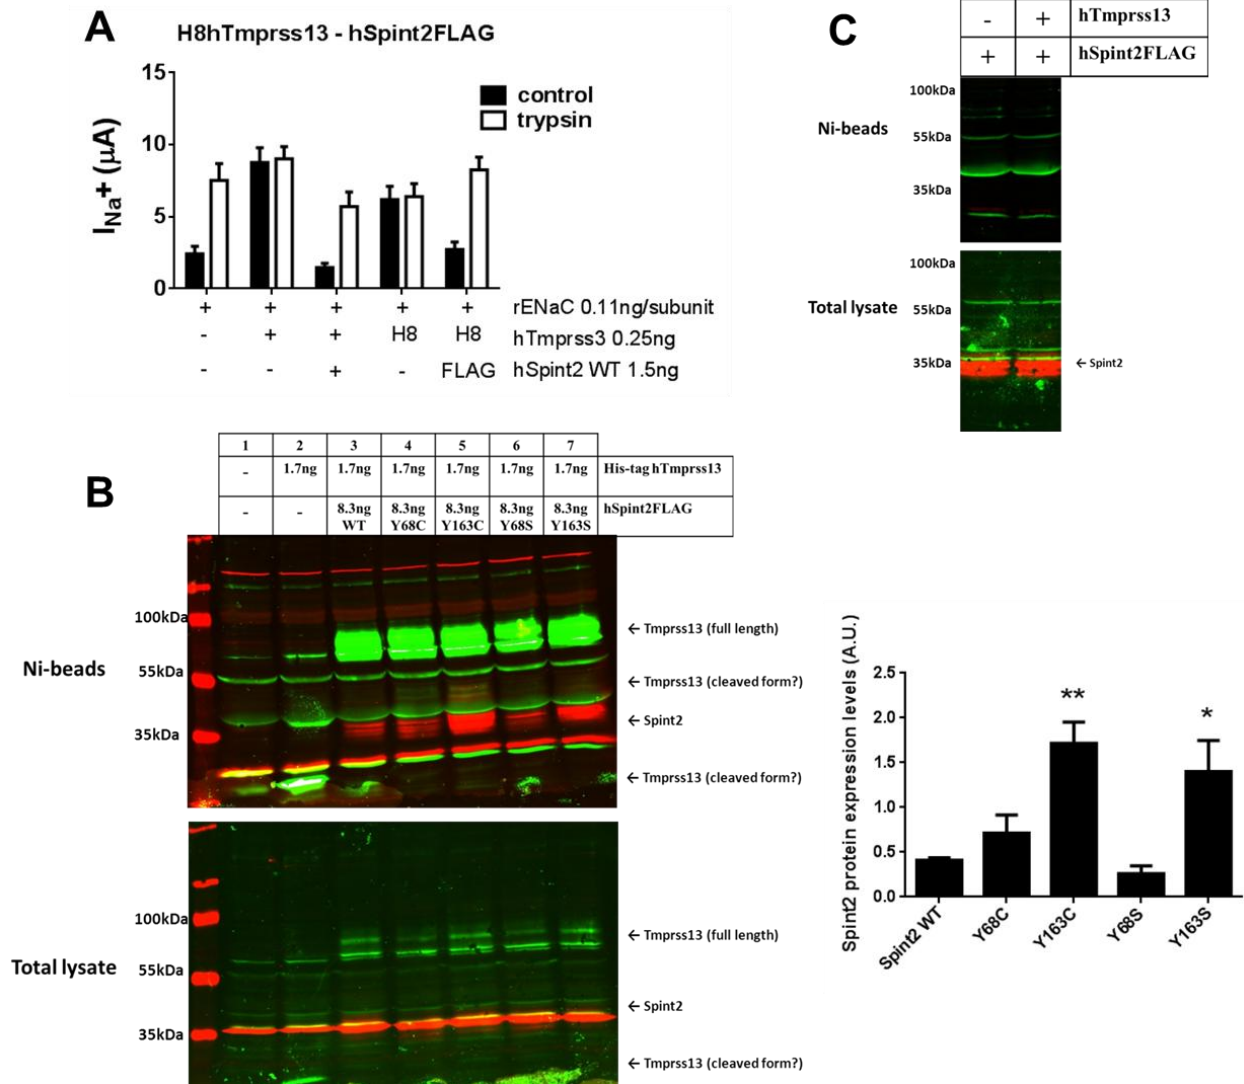 A
H8hTmprss13 - hSpint2FLAG
control
trypsin
I_Na+ (µA)
15
10
5
0
+ + + + + rENaC 0.11ng/subunit
- + + H8 H8 hTmprss3 0.25ng
- - + - FLAG hSpint2 WT 1.5ng
C
- + hTmprss13
+ + hSpint2FLAG
Ni-beads
100kDa
55kDa
35kDa
Total lysate
100kDa
55kDa
35kDa
← Spint2
B
1 2 3 4 5 6 7
- 1.7ng 1.7ng 1.7ng 1.7ng 1.7ng 1.7ng His-tag hTmprss13
- - 8.3ng 8.3ng 8.3ng 8.3ng 8.3ng hSpint2FLAG
WT Y68C Y163C Y68S Y163S
Ni-beads
100kDa
55kDa
35kDa
← Tmprss13 (full length)
← Tmprss13 (cleaved form?)
← Spint2
← Tmprss13 (cleaved form?)
Total lysate
100kDa
55kDa
35kDa
← Tmprss13 (full length)
← Spint2
← Tmprss13 (cleaved form?)
Spint2 protein expression levels (A.U.)
2.5
2.0
1.5
1.0
0.5
0.0
**
*
Spint2 WT
Y68C
Y163C
Y68S
Y163S